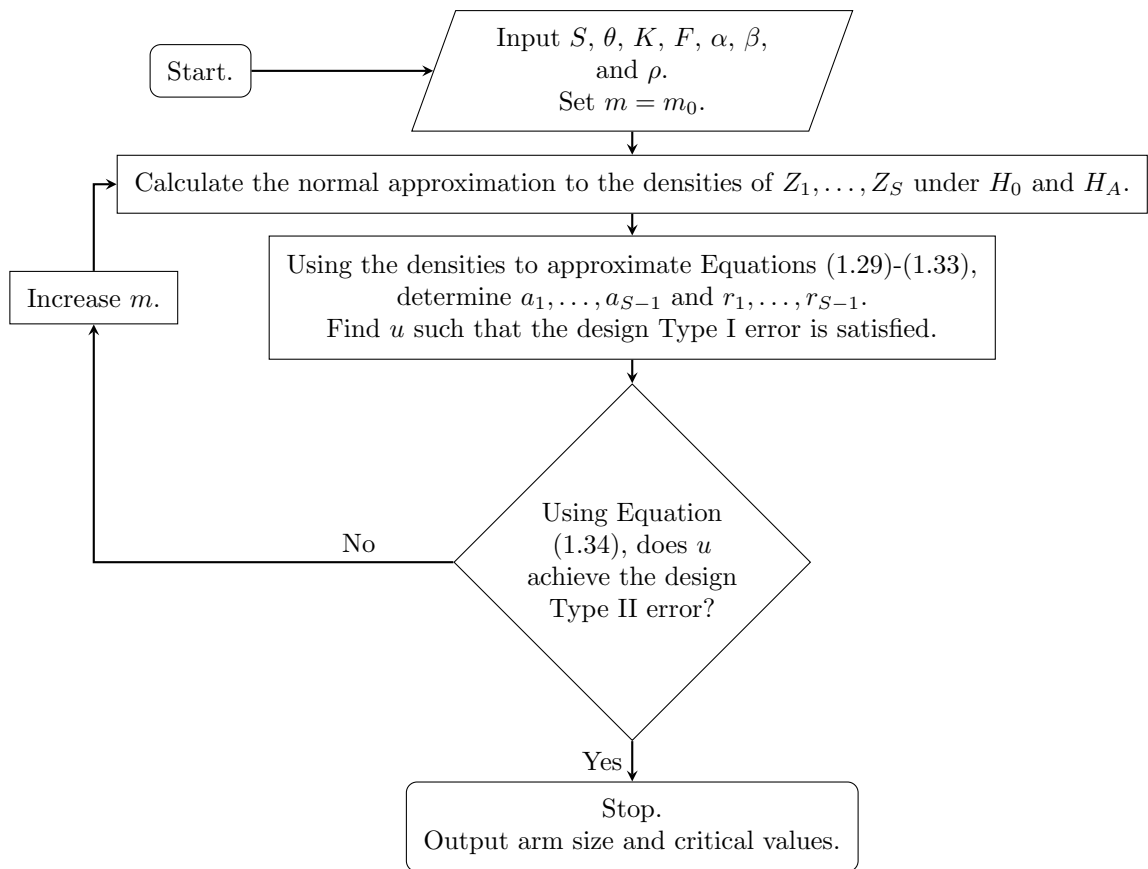 Start.
Input S, θ, K, F, α, β,
and ρ.
Set m = m₀.
Calculate the normal approximation to the densities of Z₁, . . . , Z_S under H₀ and H_A.
Using the densities to approximate Equations (1.29)-(1.33),
determine a₁, . . . , a_{S−1} and r₁, . . . , r_{S−1}.
Find u such that the design Type I error is satisfied.
Increase m.
Using Equation
(1.34), does u
achieve the design
Type II error?
No
Yes
Stop.
Output arm size and critical values.